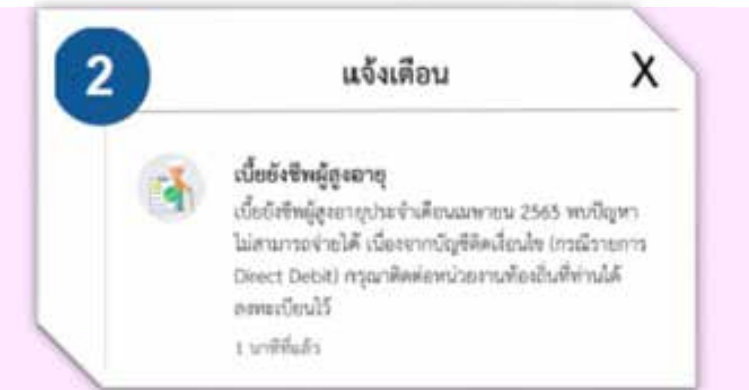 2
แจ้งเตือน
X
เบี้ยยังชีพผู้สูงอายุ
เบี้ยยังชีพผู้สูงอายุประจำเดือนเมษายน 2565 พบปัญหา
ไม่สามารถจ่ายได้ เนื่องจากบัญชีติดเงื่อนไข (กรณีรายการ
Direct Debit) กรุณาติดต่อหน่วยงานท้องถิ่นที่ท่านได้
ลงทะเบียนไว้
1 นาทีที่แล้ว